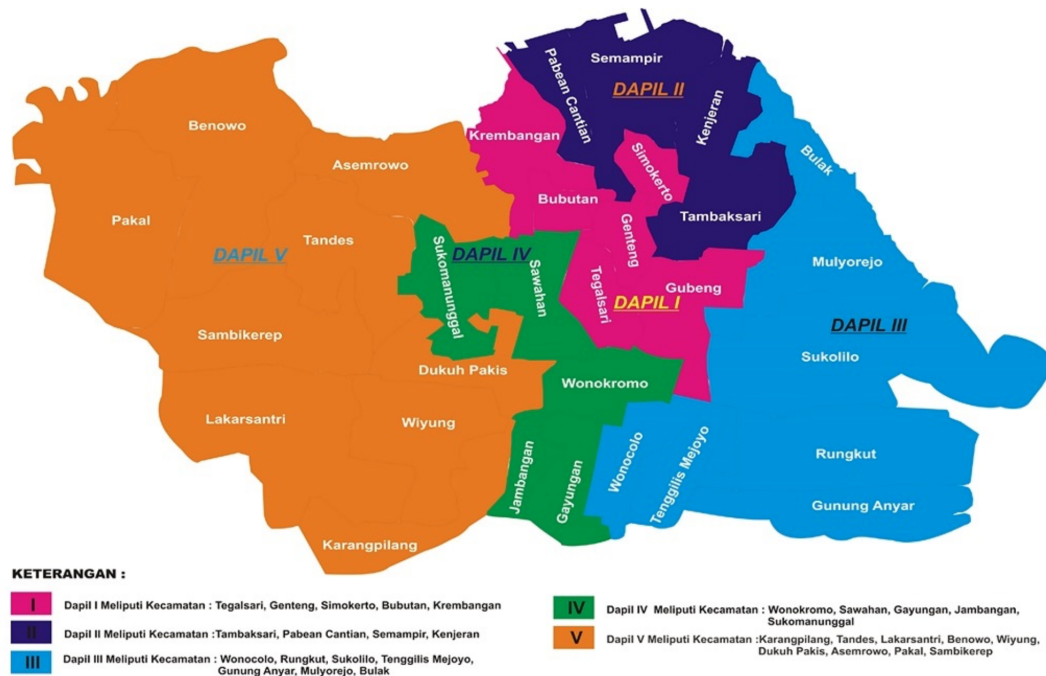 Semampir
Pabean Cantian
DAPIL II
Kenjeran
Benowo
Krembangan
Asemrowo
Simokerto
Bulak
Pakal
Bubutan
Tambaksari
Tandes
Genteng
DAPIL V
Sukomanunggal
DAPIL IV
Sawahan
Tegalsari
Gubeng
Mulyorejo
DAPIL I
DAPIL III
Sambikerep
Dukuh Pakis
Sukolilo
Wonokromo
Lakarsantri
Wiyung
Jambangan
Gayungan
Wonocolo
Tenggilis Mejoyo
Rungkut
Gunung Anyar
Karangpilang
KETERANGAN :
I
Dapil I Meliputi Kecamatan : Tegalsari, Genteng, Simokerto, Bubutan, Krembangan
II
Dapil II Meliputi Kecamatan :Tambaksari, Pabean Cantian, Semampir, Kenjeran
III
Dapil III Meliputi Kecamatan : Wonocolo, Rungkut, Sukolilo, Tenggilis Mejoyo,
Gunung Anyar, Mulyorejo, Bulak
IV
Dapil IV Meliputi Kecamatan : Wonokromo, Sawahan, Gayungan, Jambangan,
Sukomanunggal
V
Dapil V Meliputi Kecamatan :Karangpilang, Tandes, Lakarsantri, Benowo, Wiyung,
Dukuh Pakis, Asemrowo, Pakal, Sambikerep